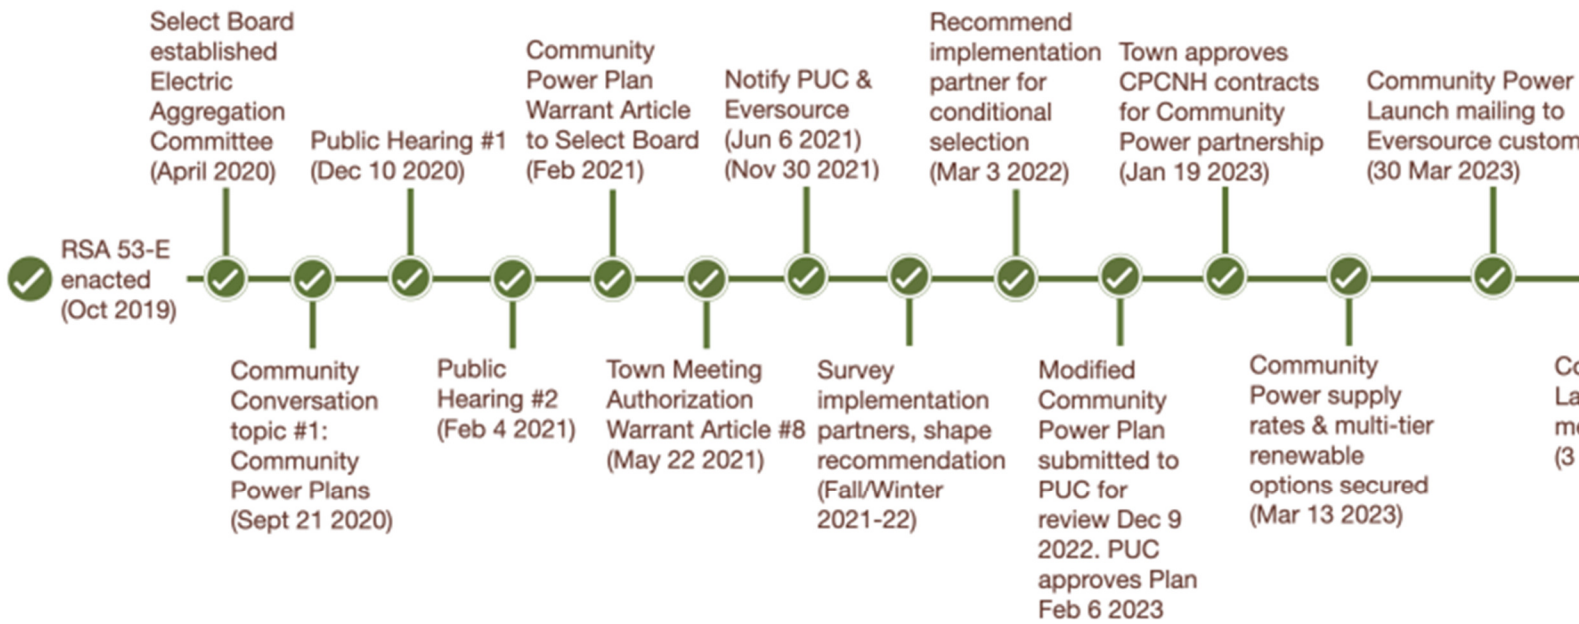 RSA 53-E
enacted
(Oct 2019)
Select Board
established
Electric
Aggregation
Committee
(April 2020)
Community
Conversation
topic #1:
Community
Power Plans
(Sept 21 2020)
Public Hearing #1
(Dec 10 2020)
Public
Hearing #2
(Feb 4 2021)
Community
Power Plan
Warrant Article
to Select Board
(Feb 2021)
Town Meeting
Authorization
Warrant Article #8
(May 22 2021)
Notify PUC &
Eversource
(Jun 6 2021)
(Nov 30 2021)
Survey
implementation
partners, shape
recommendation
(Fall/Winter
2021-22)
Recommend
implementation
partner for
conditional
selection
(Mar 3 2022)
Modified
Community
Power Plan
submitted to
PUC for
review Dec 9
2022. PUC
approves Plan
Feb 6 2023
Town approves
CPCNH contracts
for Community
Power partnership
(Jan 19 2023)
Community
Power supply
rates & multi-tier
renewable
options secured
(Mar 13 2023)
Community Power
Launch mailing to
Eversource custom
(30 Mar 2023)
Co
La
(3